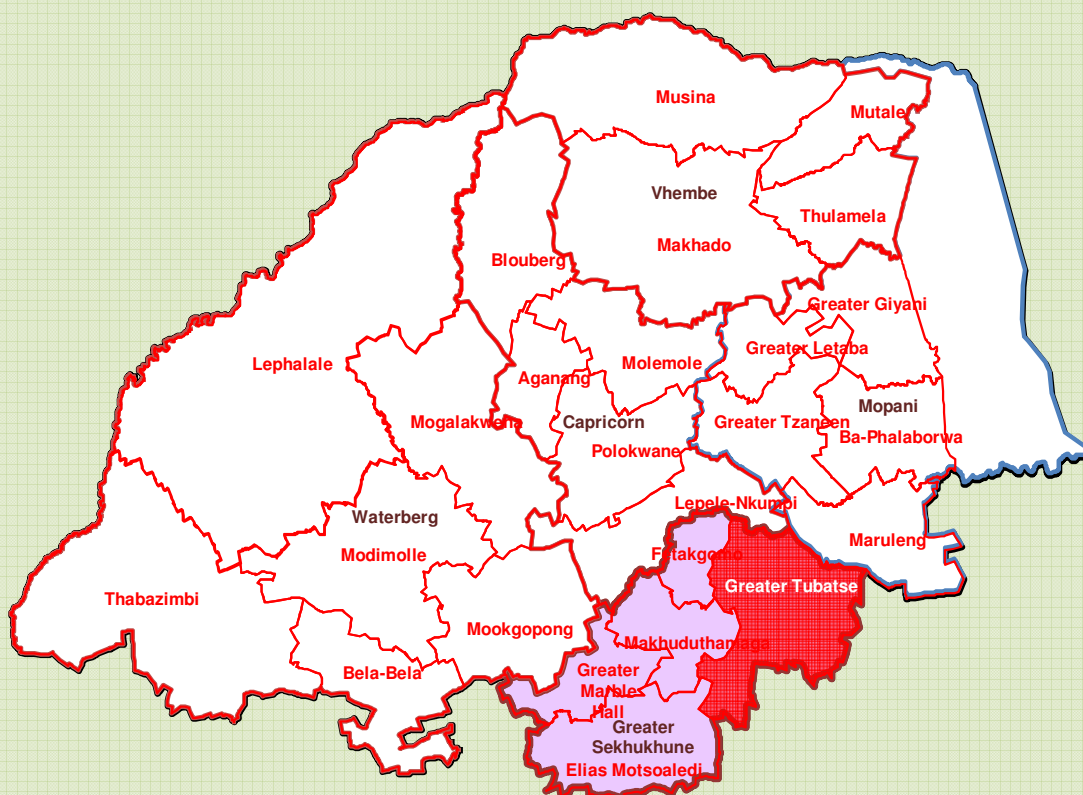 Musina
Mutale
Vhembe
Thulamela
Makhado
Blouberg
Greater Giyani
Greater Letaba
Molemole
Lephalale
Aganang
Mopani
Mogalakwena
Capricorn
Greater Tzaneen
Ba-Phalaborwa
Polokwane
Lepele-Nkumpi
Waterberg
Maruleng
Modimolle
Fetakgomo
Greater Tubatse
Thabazimbi
Mookgopong
Makhuduthamaga
Bela-Bela
Greater
Marble
Hall
Greater
Sekhukhune
Elias Motsoaledi